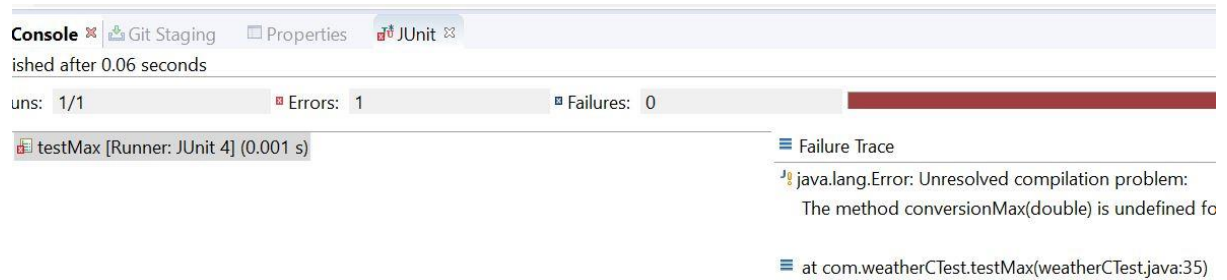 Console Git Staging Properties JUnit
ished after 0.06 seconds
uns: 1/1 Errors: 1 Failures: 0
testMax [Runner: JUnit 4] (0.001 s)
Failure Trace
java.lang.Error: Unresolved compilation problem:
The method conversionMax(double) is undefined fo
at com.weatherCTest.testMax(weatherCTest.java:35)